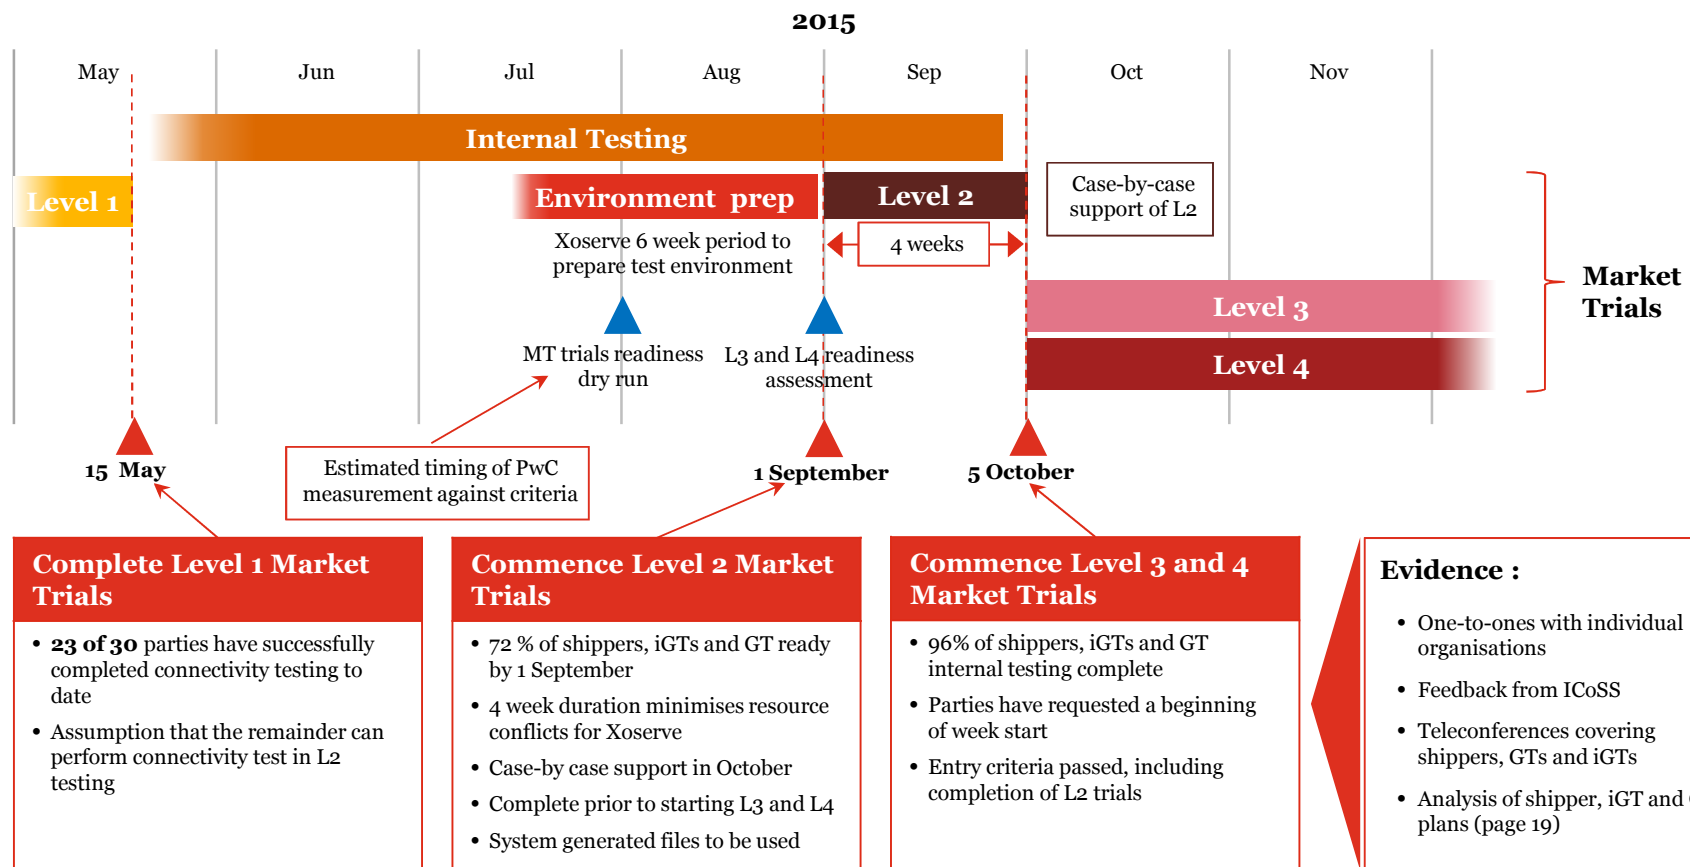 2015
May
Jun
Jul
Aug
Sep
Oct
Nov
Internal Testing
Level 1
Environment prep
Level 2
Case-by-case
support of L2
Xoserve 6 week period to
prepare test environment
4 weeks
Market
Trials
Level 3
MT trials readiness
dry run
L3 and L4 readiness
assessment
Level 4
15 May
Estimated timing of PwC
measurement against criteria
1 September
5 October
Complete Level 1 Market
Trials
• 23 of 30 parties have successfully
completed connectivity testing to
date
• Assumption that the remainder can
perform connectivity test in L2
testing
Commence Level 2 Market
Trials
• 72 % of shippers, iGTs and GT ready
by 1 September
• 4 week duration minimises resource
conflicts for Xoserve
• Case-by case support in October
• Complete prior to starting L3 and L4
• System generated files to be used
Commence Level 3 and 4
Market Trials
• 96% of shippers, iGTs and GT
internal testing complete
• Parties have requested a beginning
of week start
• Entry criteria passed, including
completion of L2 trials
Evidence :
• One-to-ones with individual
organisations
• Feedback from ICoSS
• Teleconferences covering
shippers, GTs and iGTs
• Analysis of shipper, iGT and
plans (page 19)